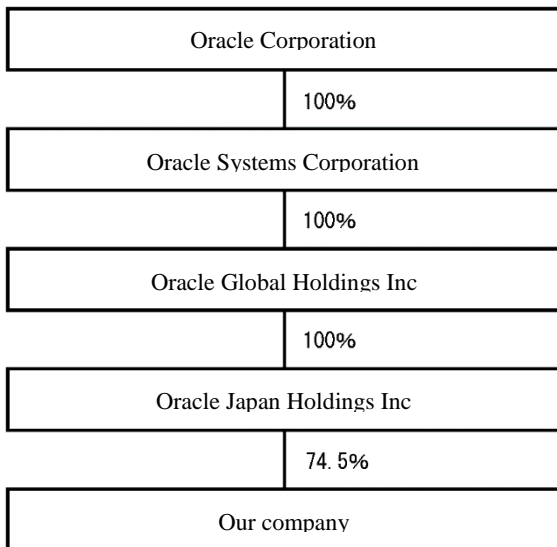 Oracle Corporation
100%
Oracle Systems Corporation
100%
Oracle Global Holdings Inc
100%
Oracle Japan Holdings Inc
74.5%
Our company